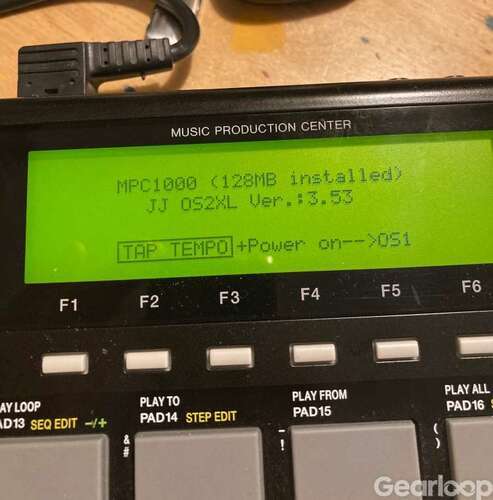 MUSIC PRODUCTION CENTER
MPC1000 (128MB installed)
JJ OS2XL Ver.:3.53
TAP TEMPO+Power on-->OS1
F1 F2 F3 F4 F5 F6
AY LOOP PLAY TO PLAY FROM PLAY ALL
AD13 SEQ EDIT -/+ PAD14 STEP EDIT PAD15 PAD16 S
& # - ! ( )
Gearloop